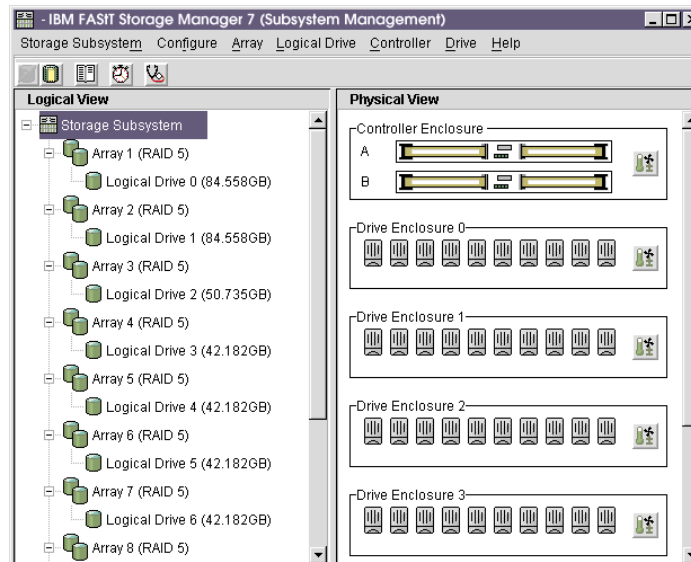 - IBM FAStT Storage Manager 7 (Subsystem Management)
Storage Subsystem Configure Array Logical Drive Controller Drive Help
Logical View
Storage Subsystem
Array 1 (RAID 5)
Logical Drive 0 (84.558GB)
Array 2 (RAID 5)
Logical Drive 1 (84.558GB)
Array 3 (RAID 5)
Logical Drive 2 (50.735GB)
Array 4 (RAID 5)
Logical Drive 3 (42.182GB)
Array 5 (RAID 5)
Logical Drive 4 (42.182GB)
Array 6 (RAID 5)
Logical Drive 5 (42.182GB)
Array 7 (RAID 5)
Logical Drive 6 (42.182GB)
Array 8 (RAID 5)
Physical View
Controller Enclosure
A
B
Drive Enclosure 0
Drive Enclosure 1
Drive Enclosure 2
Drive Enclosure 3